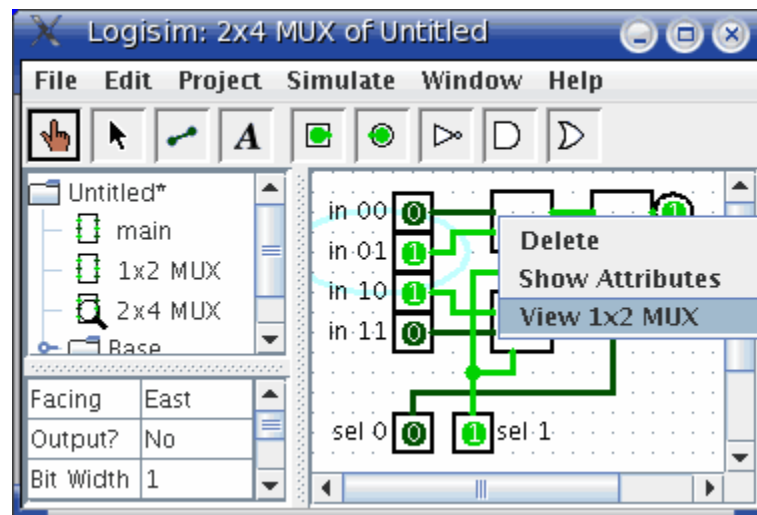 Logisim: 2x4 MUX of Untitled
File Edit Project Simulate Window Help
A
Untitled*
main
1x2 MUX
2x4 MUX
Base
Facing East
Output? No
Bit Width 1
in 00 0
in 01 1
in 10 1
in 11 0
1
Delete
Show Attributes
View 1x2 MUX
sel 0 0 1 sel 1